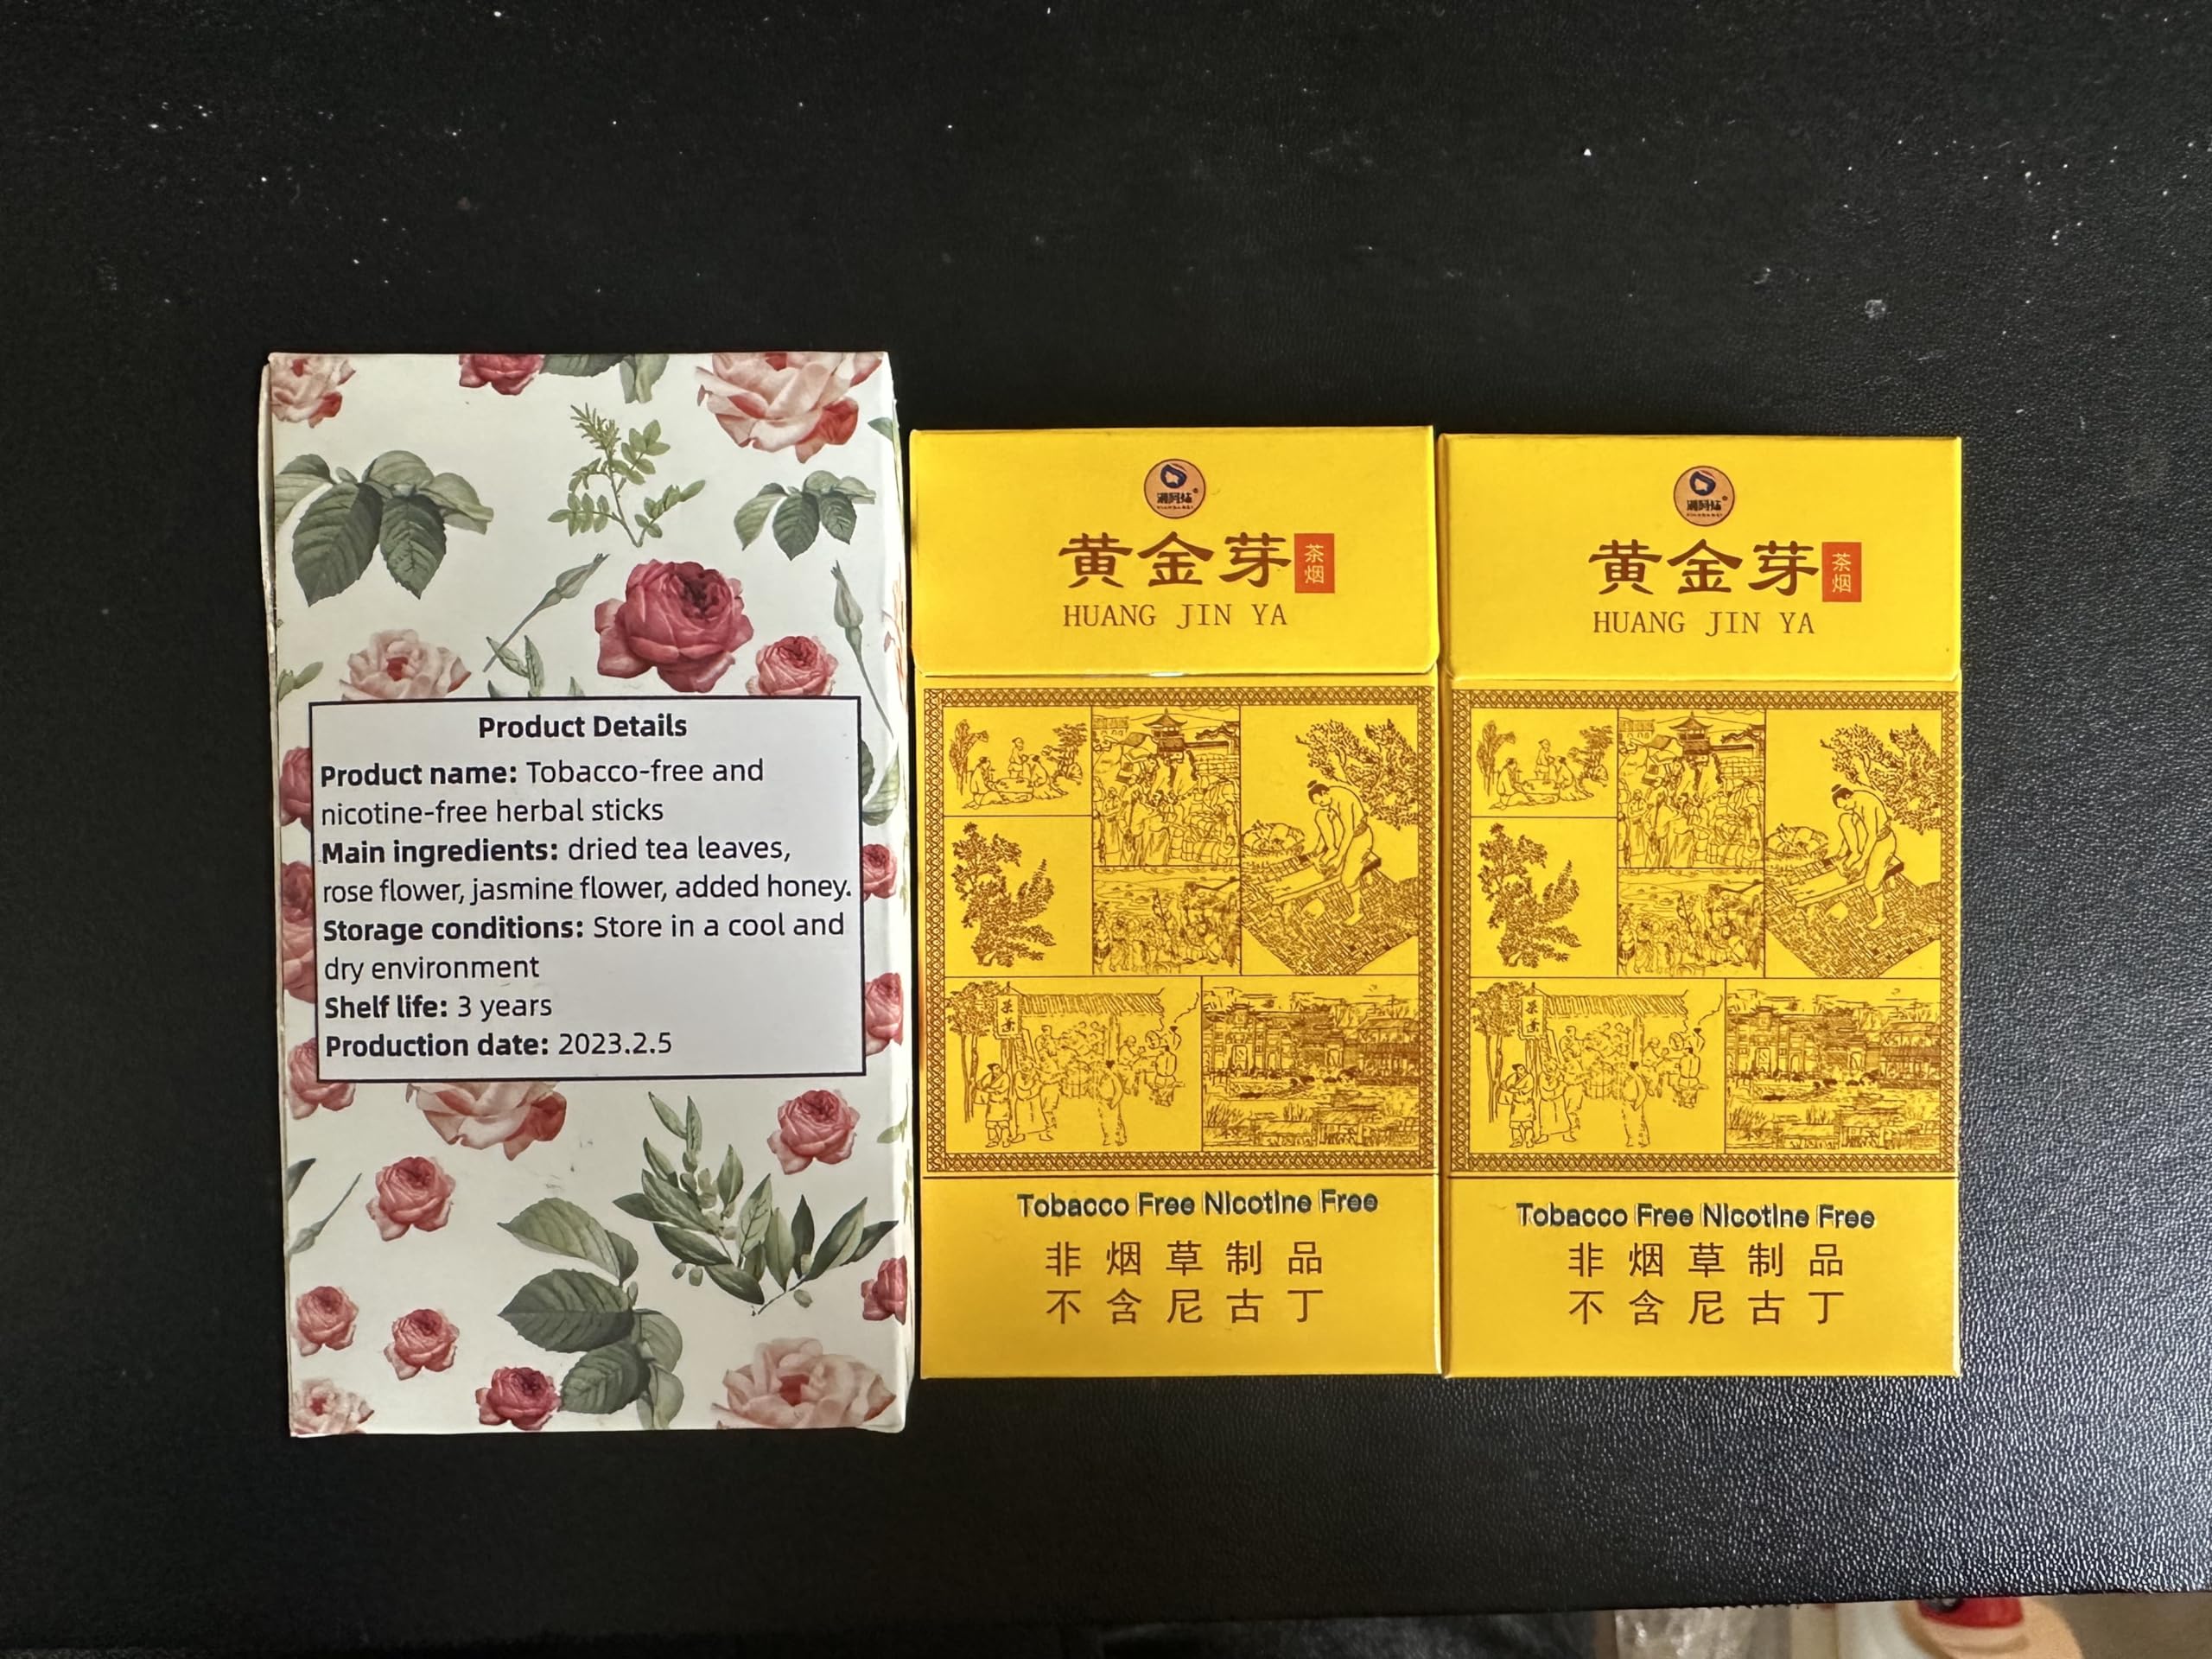 Product Details
Product name: Tobacco-free and
nicotine-free herbal sticks
Main ingredients: dried tea leaves,
rose flower, jasmine flower, added honey.
Storage conditions: Store in a cool and
dry environment
Shelf life: 3 years
Production date: 2023.2.5
黄金芽
茶烟
HUANG JIN YA
Tobacco Free Nicotine Free
非烟草制品
不含尼古丁
黄金芽
茶烟
HUANG JIN YA
Tobacco Free Nicotine Free
非烟草制品
不含尼古丁